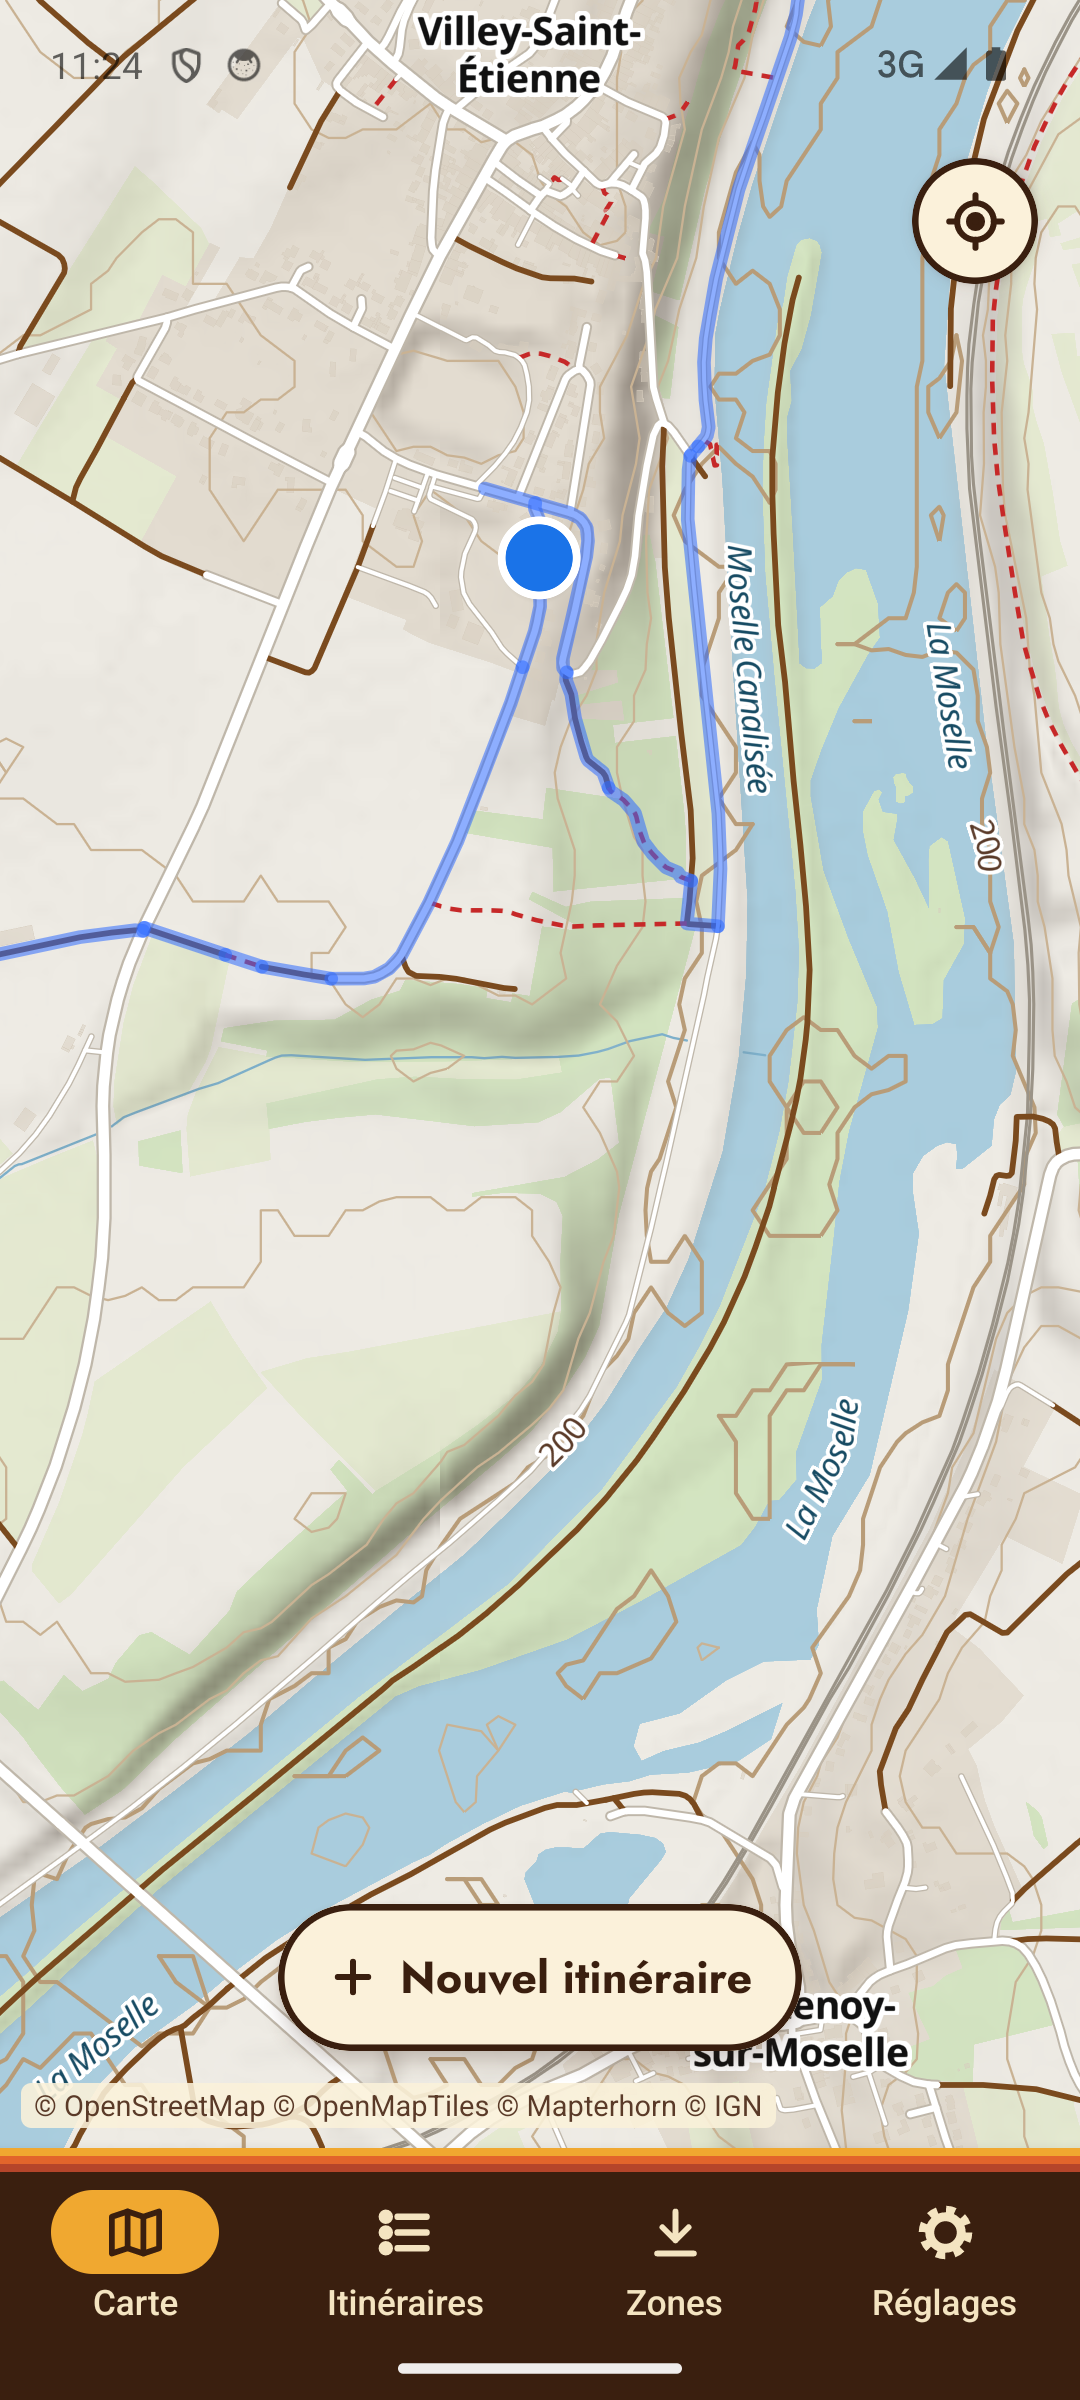 11:24
3G
Villey-Saint-
Étienne
Moselle Canalisée
La Moselle
200
200
La Moselle
La Moselle
Nouvel itinéraire
enoy-
sur-Moselle
© OpenStreetMap © OpenMapTiles © Mapterhorn © IGN
Carte
Itinéraires
Zones
Réglages